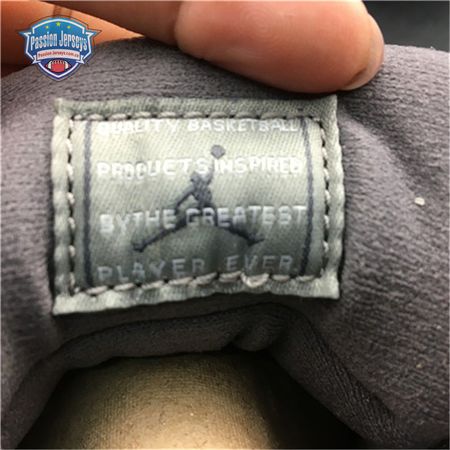 Passion Jerseys
QUALITY BASKETBALL
PRODUCTS INSPIRED
BY THE GREATEST
PLAYER EVER.